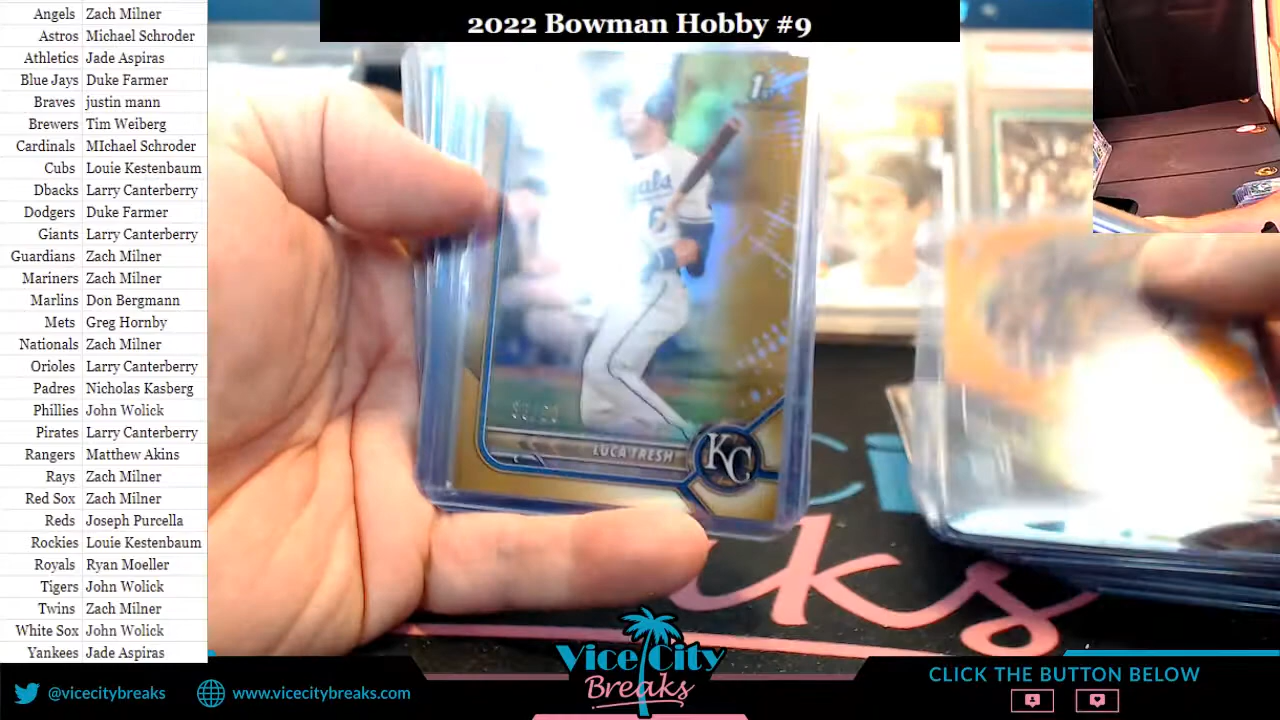 2022 Bowman Hobby #9
Angels Zach Milner
Astros Michael Schroder
Athletics Jade Aspiras
Blue Jays Duke Farmer
Braves justin mann
Brewers Tim Weiberg
Cardinals MIchael Schroder
Cubs Louie Kestenbaum
Dbacks Larry Canterberry
Dodgers Duke Farmer
Giants Larry Canterberry
Guardians Zach Milner
Mariners Zach Milner
Marlins Don Bergmann
Mets Greg Hornby
Nationals Zach Milner
Orioles Larry Canterberry
Padres Nicholas Kasberg
Phillies John Wolick
Pirates Larry Canterberry
Rangers Matthew Akins
Rays Zach Milner
Red Sox Zach Milner
Reds Joseph Purcella
Rockies Louie Kestenbaum
Royals Ryan Moeller
Tigers John Wolick
Twins Zach Milner
White Sox John Wolick
Yankees Jade Aspiras
1st
6
LUCA TRESH
KC
@vicecitybreaks
www.vicecitybreaks.com
Vice City
Breaks
CLICK THE BUTTON BELOW